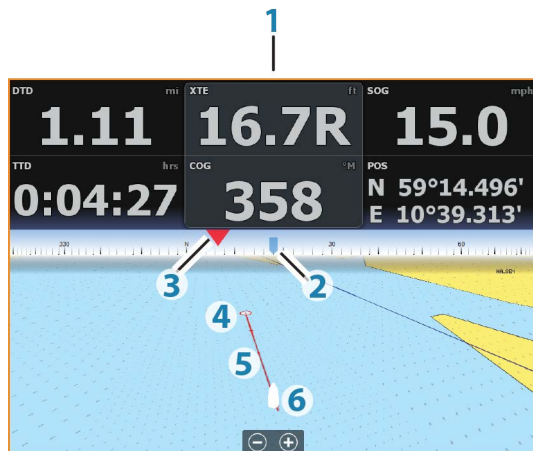 1
DTD mi XTE ft SOG mph
1.11 16.7R 15.0
TTD hrs COG °M POS
0:04:27 358 N 59°14.496'
E 10°39.313'
330 N 30 60
3 2
4
5
6